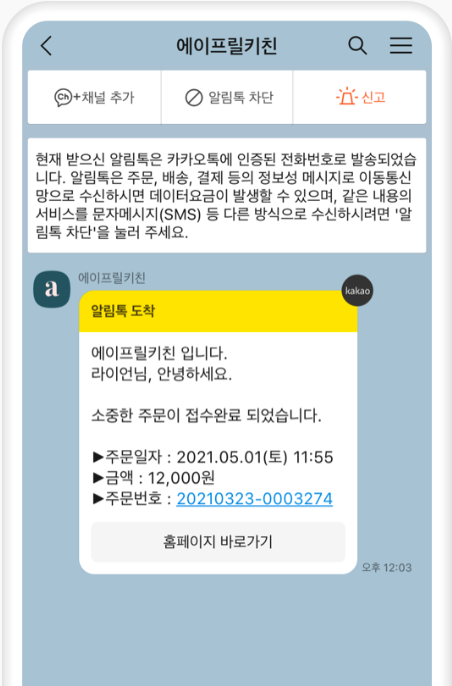 에이프릴키친
Ch+채널 추가
알림톡 차단
신고
현재 받으신 알림톡은 카카오톡에 인증된 전화번호로 발송되었습
니다. 알림톡은 주문, 배송, 결제 등의 정보성 메시지로 이동통신
망으로 수신하시면 데이터요금이 발생할 수 있으며, 같은 내용의
서비스를 문자메시지(SMS) 등 다른 방식으로 수신하시려면 '알
림톡 차단'을 눌러 주세요.
a
에이프릴키친
kakao
알림톡 도착
에이프릴키친 입니다.
라이언님, 안녕하세요.
소중한 주문이 접수완료 되었습니다.
▶주문일자 : 2021.05.01(토) 11:55
▶금액 : 12,000원
▶주문번호 : 20210323-0003274
홈페이지 바로가기
오후 12:03